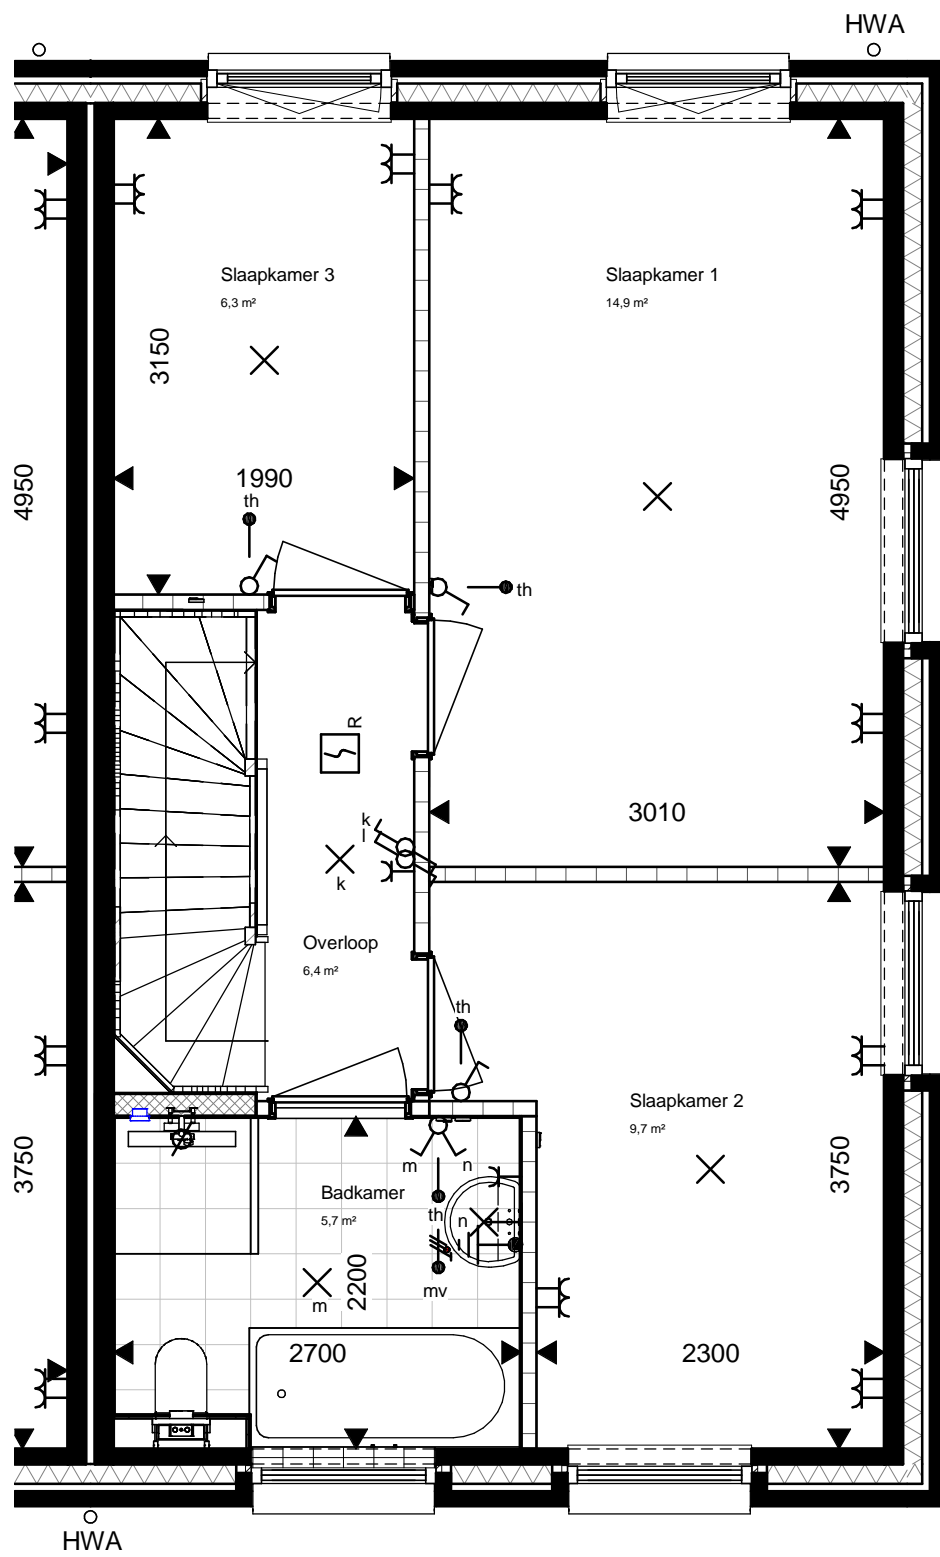 HWA
Slaapkamer 3
6,3 m²
Slaapkamer 1
14,9 m²
3150
4950
1990
4950
th
th
R
3010
k
l
k
Overloop
6,4 m²
th
Slaapkamer 2
9,7 m²
3750
3750
m
n
Badkamer
5,7 m²
th
n
2200
mv
m
2700
2300
HWA